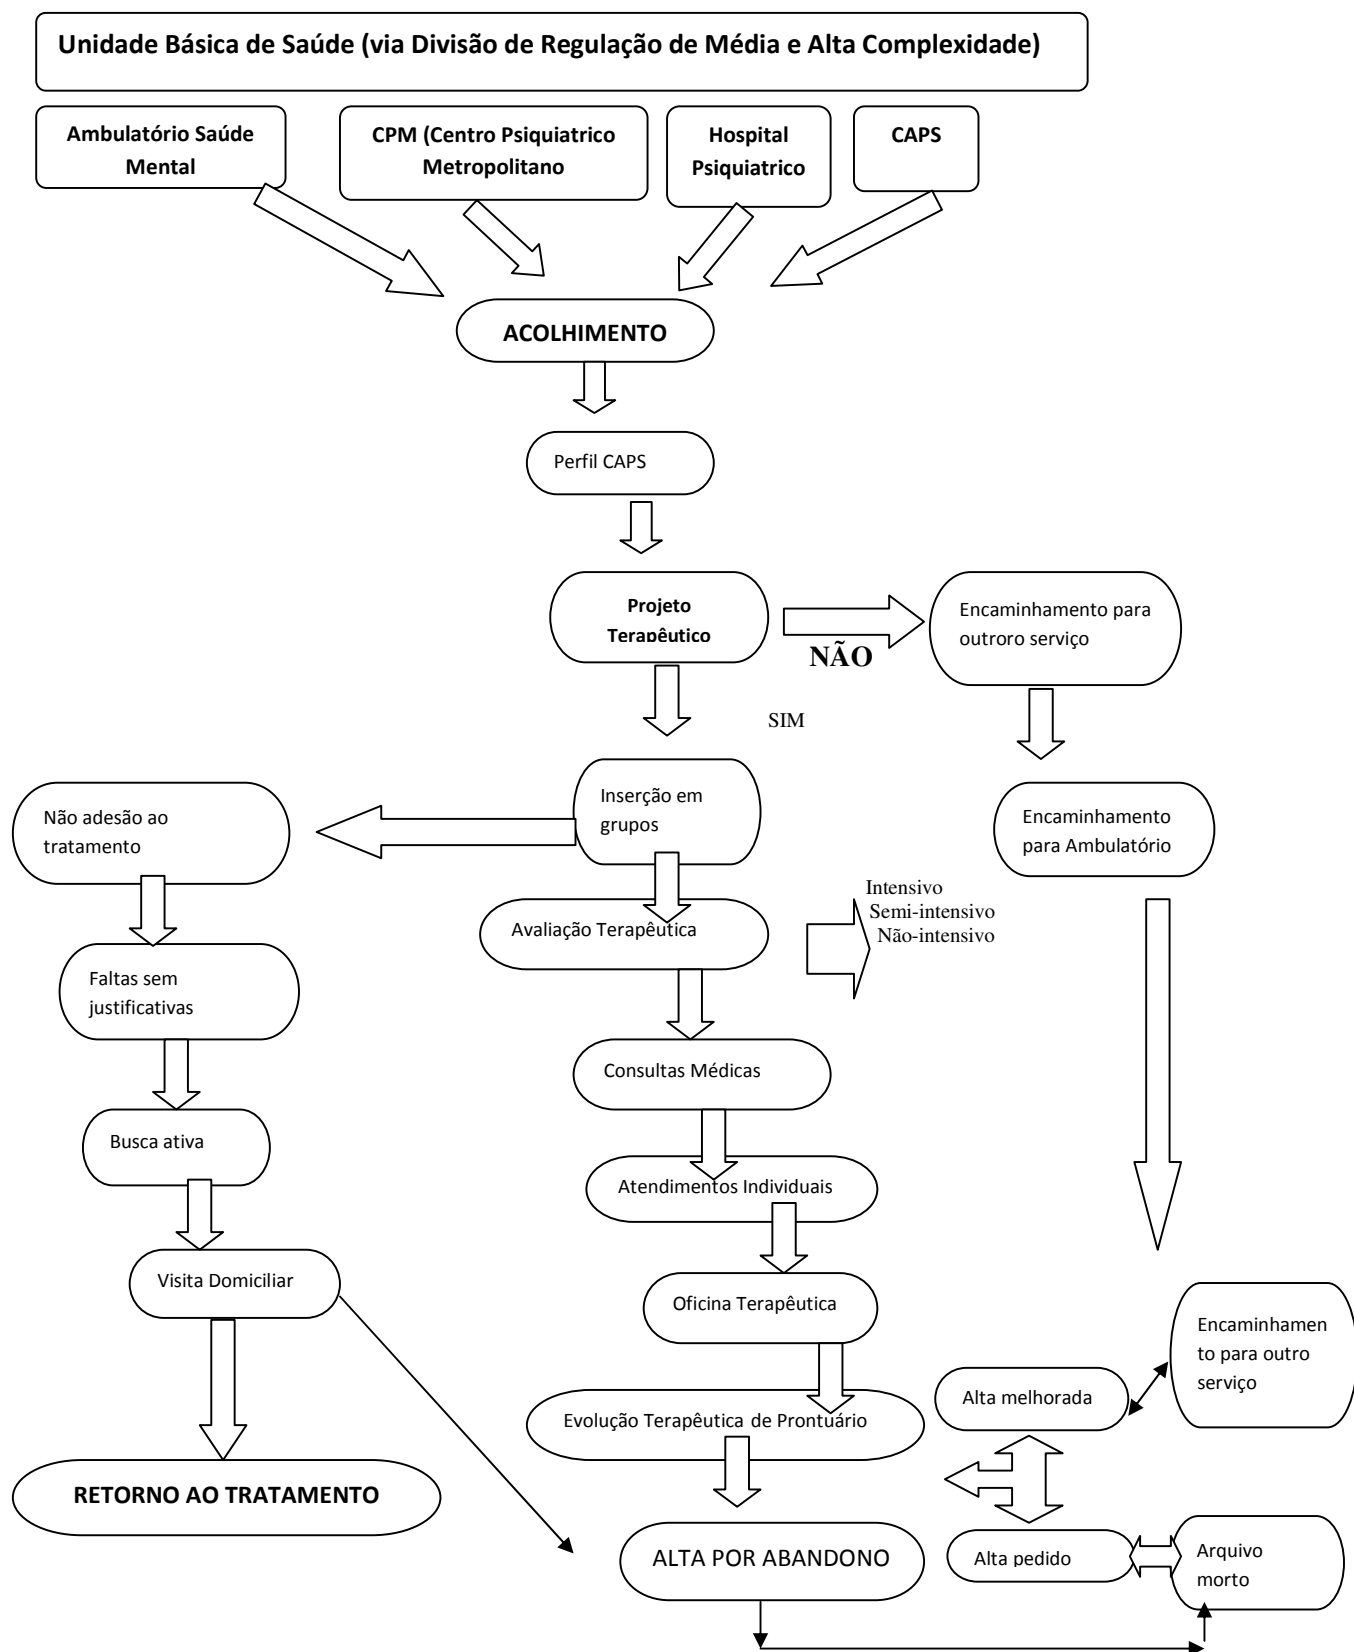 Unidade Básica de Saúde (via Divisão de Regulação de Média e Alta Complexidade)
Ambulatório Saúde
Mental
CPM (Centro Psiquiatrico
Metropolitano
Hospital
Psiquiatrico
CAPS
ACOLHIMENTO
Perfil CAPS
Projeto
Terapêutico
NÃO
Encaminhamento para
outroro serviço
SIM
Não adesão ao
tratamento
Inserção em
grupos
Encaminhamento
para Ambulatório
Intensivo
Semi-intensivo
Não-intensivo
Avaliação Terapêutica
Faltas sem
justificativas
Consultas Médicas
Busca ativa
Atendimentos Individuais
Visita Domiciliar
Oficina Terapêutica
Encaminhamen
to para outro
serviço
Alta melhorada
Evolução Terapêutica de Prontuário
RETORNO AO TRATAMENTO
ALTA POR ABANDONO
Alta pedido
Arquivo
morto